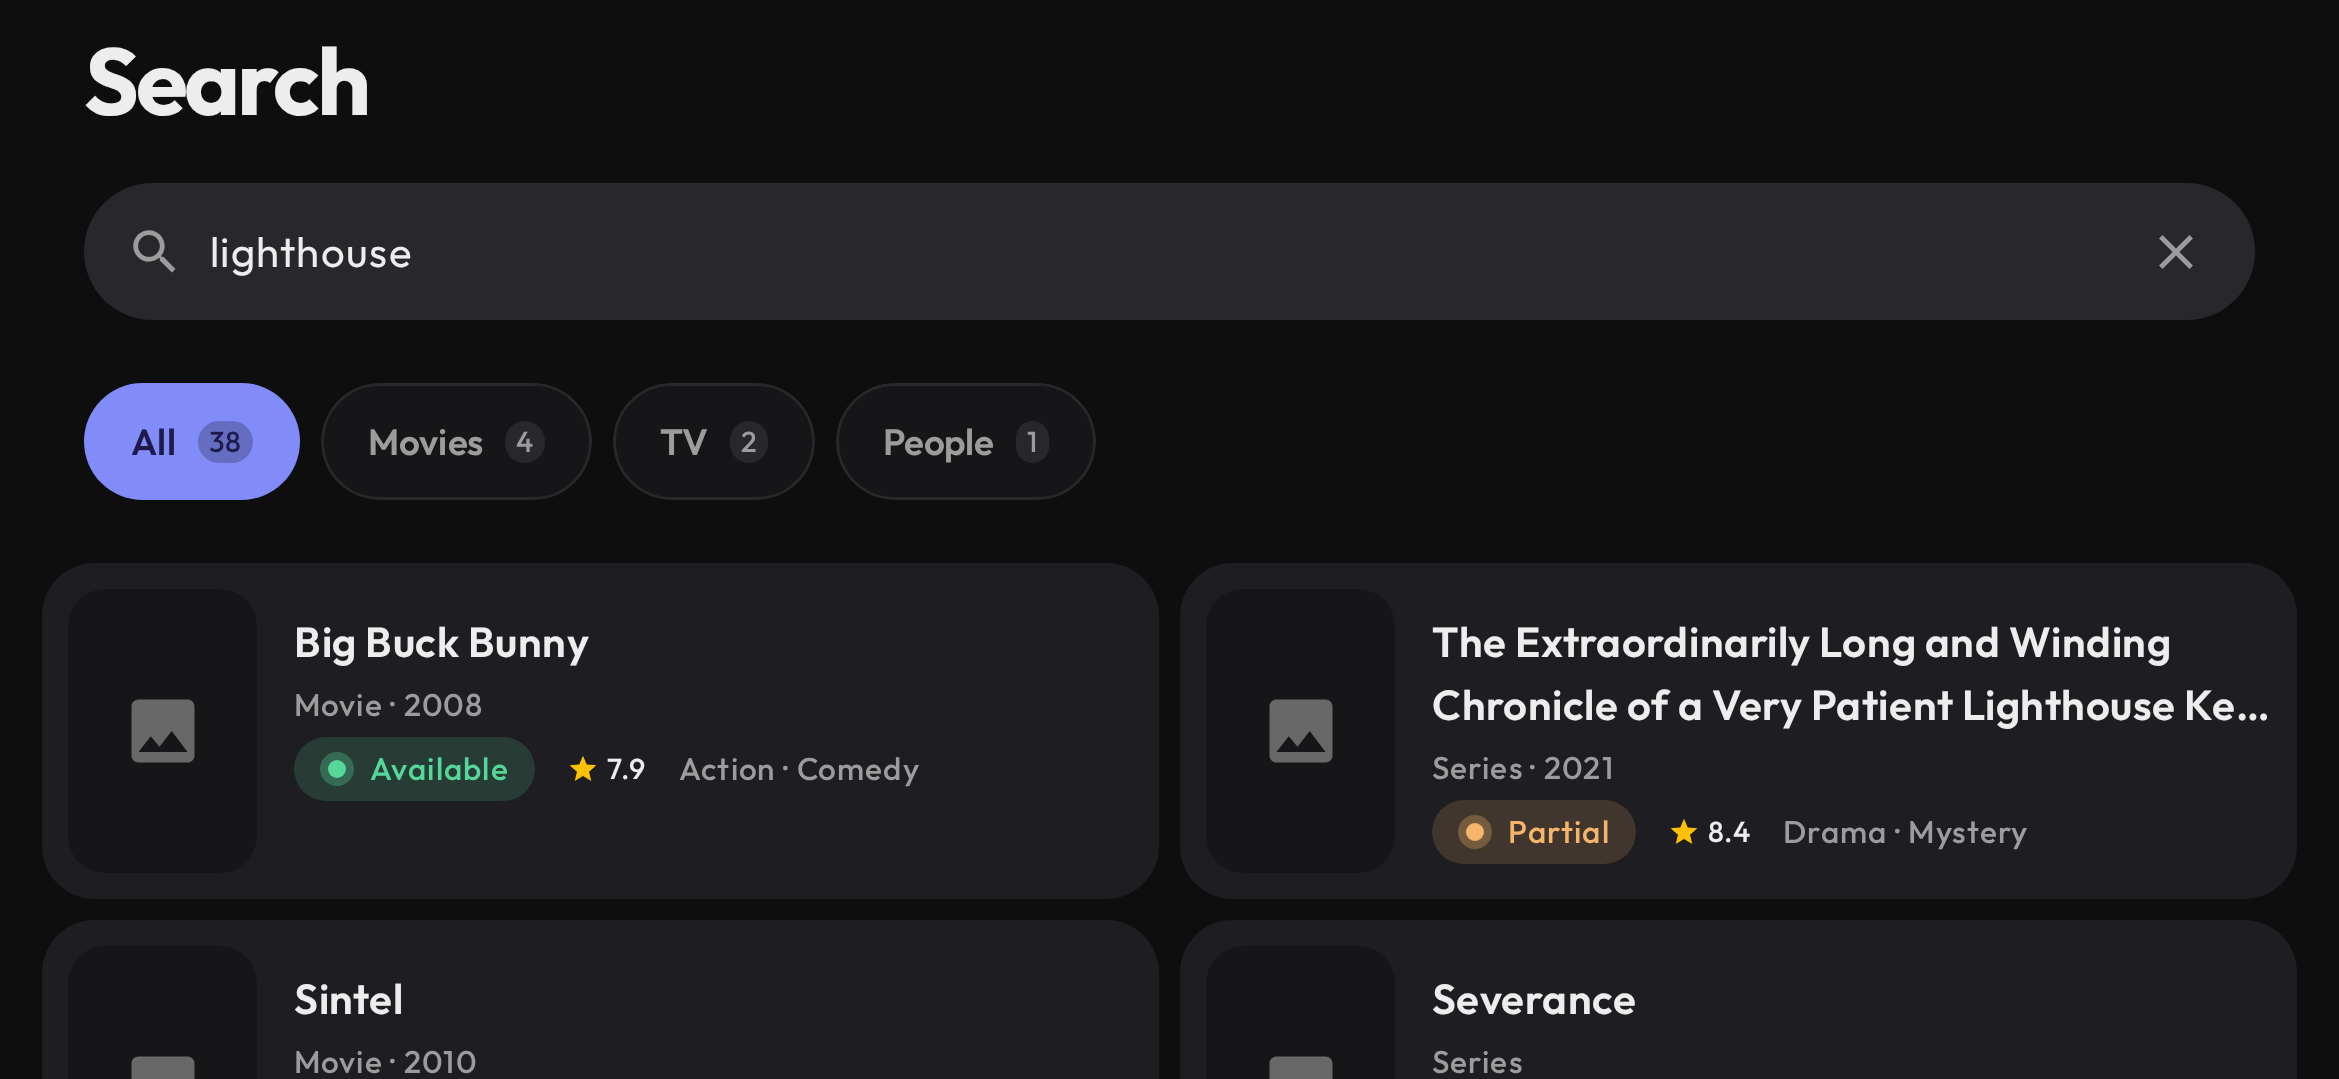 Search
lighthouse
All 38 Movies 4 TV 2 People 1
Big Buck Bunny
Movie · 2008
Available 7.9 Action · Comedy
The Extraordinarily Long and Winding
Chronicle of a Very Patient Lighthouse Ke...
Series · 2021
Partial 8.4 Drama · Mystery
Sintel
Movie · 2010
Severance
Series